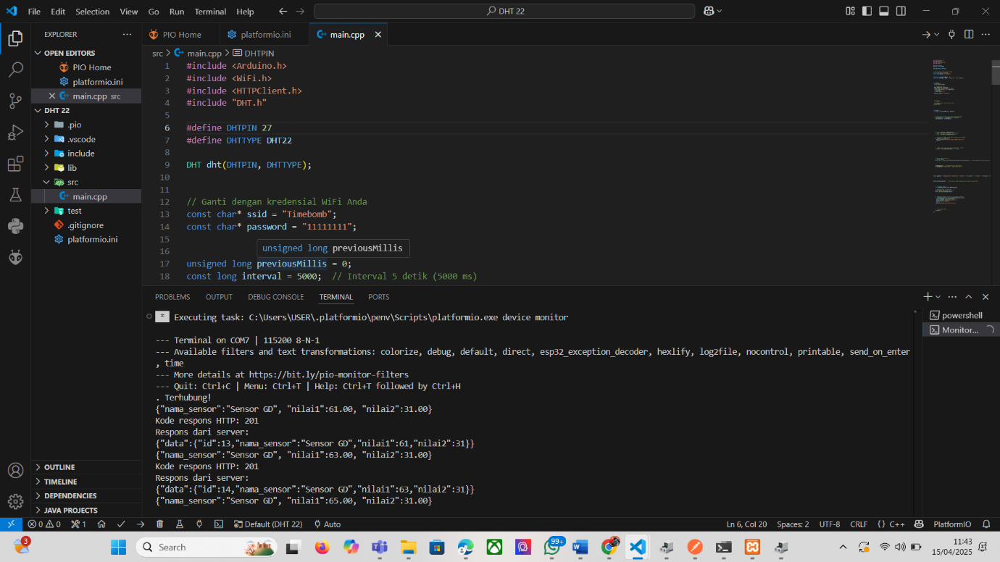 File Edit Selection View Go Run Terminal Help
DHT 22
EXPLORER
PIO Home
platformio.ini
main.cpp
OPEN EDITORS
PIO Home
platformio.ini
main.cpp src
DHT 22
.pio
.vscode
include
lib
src
main.cpp
test
.gitignore
platformio.ini
OUTLINE
TIMELINE
DEPENDENCIES
JAVA PROJECTS
src > main.cpp > DHTPIN
1 #include <Arduino.h>
2 #include <WiFi.h>
3 #include <HTTPClient.h>
4 #include "DHT.h"
5
6 #define DHTPIN 27
7 #define DHTTYPE DHT22
8
9 DHT dht(DHTPIN, DHTTYPE);
10
11
12 // Ganti dengan kredensial WiFi Anda
13 const char* ssid = "Timebomb";
14 const char* password = "11111111";
15
unsigned long previousMillis
16
17 unsigned long previousMillis = 0;
18 const long interval = 5000; // Interval 5 detik (5000 ms)
PROBLEMS OUTPUT DEBUG CONSOLE TERMINAL PORTS
powershell
Monitor...
* Executing task: C:\Users\USER\.platformio\penv\Scripts\platformio.exe device monitor
--- Terminal on COM7 | 115200 8-N-1
--- Available filters and text transformations: colorize, debug, default, direct, esp32_exception_decoder, hexlify, log2file, nocontrol, printable, send_on_enter
, time
--- More details at https://bit.ly/pio-monitor-filters
--- Quit: Ctrl+C | Menu: Ctrl+T | Help: Ctrl+T followed by Ctrl+H
. Terhubung!
{"nama_sensor":"Sensor GD", "nilai1":61.00, "nilai2":31.00}
Kode respons HTTP: 201
Respons dari server:
{"data":{"id":13,"nama_sensor":"Sensor GD","nilai1":61,"nilai2":31}}
{"nama_sensor":"Sensor GD", "nilai1":63.00, "nilai2":31.00}
Kode respons HTTP: 201
Respons dari server:
{"data":{"id":14,"nama_sensor":"Sensor GD","nilai1":63,"nilai2":31}}
{"nama_sensor":"Sensor GD", "nilai1":65.00, "nilai2":31.00}
0 0 1 Default (DHT 22) Auto
Ln 6, Col 20 Spaces: 2 UTF-8 CRLF {} C++ PlatformIO
3
Search
99+
11:43
15/04/2025